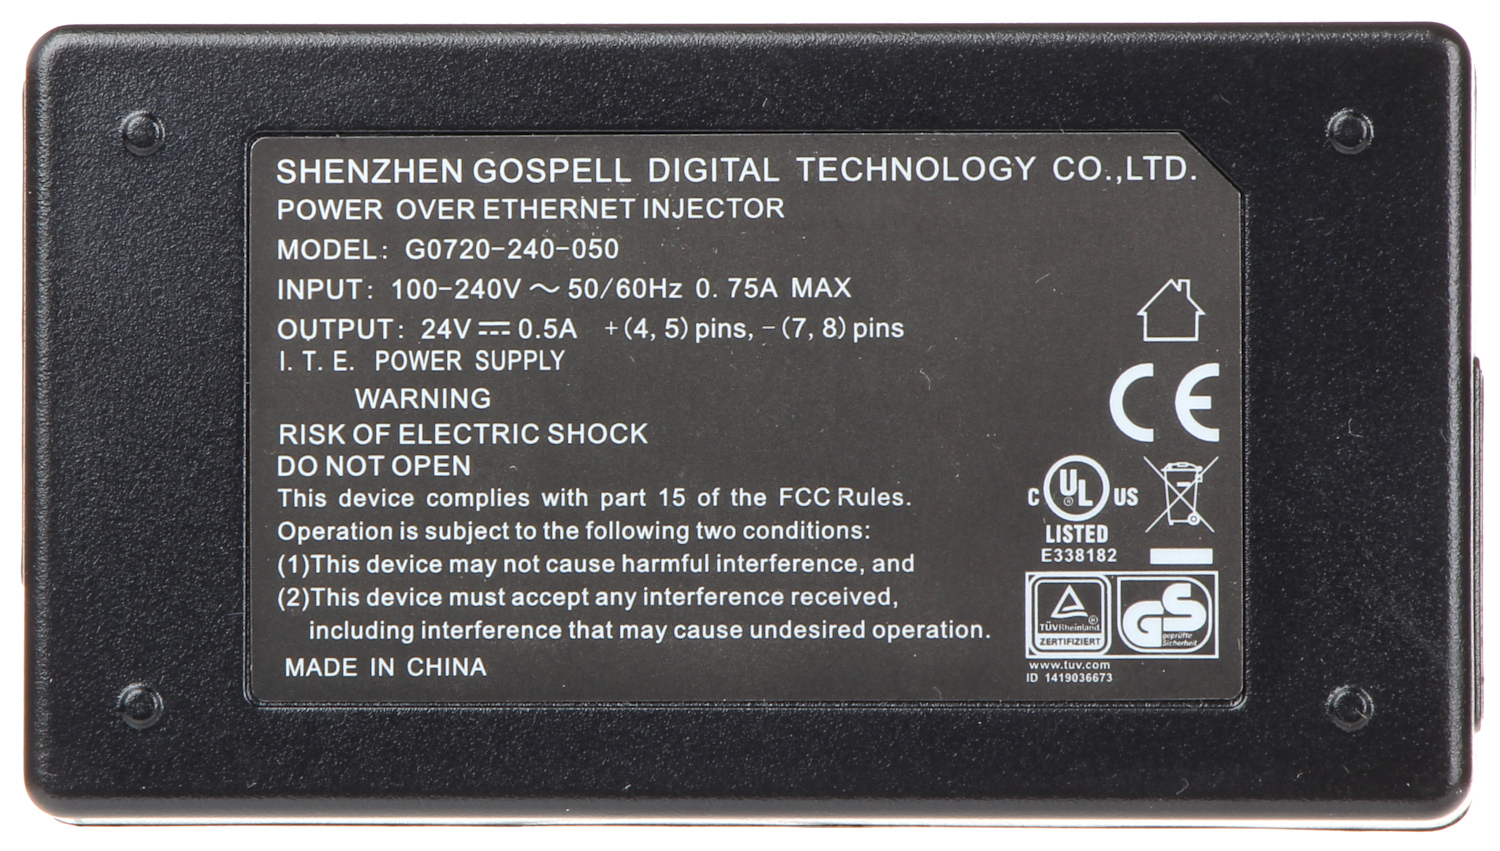 SHENZHEN GOSPELL DIGITAL TECHNOLOGY CO.,LTD.
POWER OVER ETHERNET INJECTOR
MODEL: G0720-240-050
INPUT: 100-240V ～ 50/60Hz 0. 75A MAX
OUTPUT: 24V ⎓ 0.5A +(4, 5) pins, -(7, 8) pins
I. T. E. POWER SUPPLY
WARNING
RISK OF ELECTRIC SHOCK
DO NOT OPEN
This device complies with part 15 of the FCC Rules.
Operation is subject to the following two conditions:
(1)This device may not cause harmful interference, and
(2)This device must accept any interference received,
including interference that may cause undesired operation.
MADE IN CHINA
CE
C UL ® US
LISTED
E338182
TÜVRheinland ®
ZERTIFIZIERT
GS
geprüfte
Sicherheit
www.tuv.com
ID 1419036673